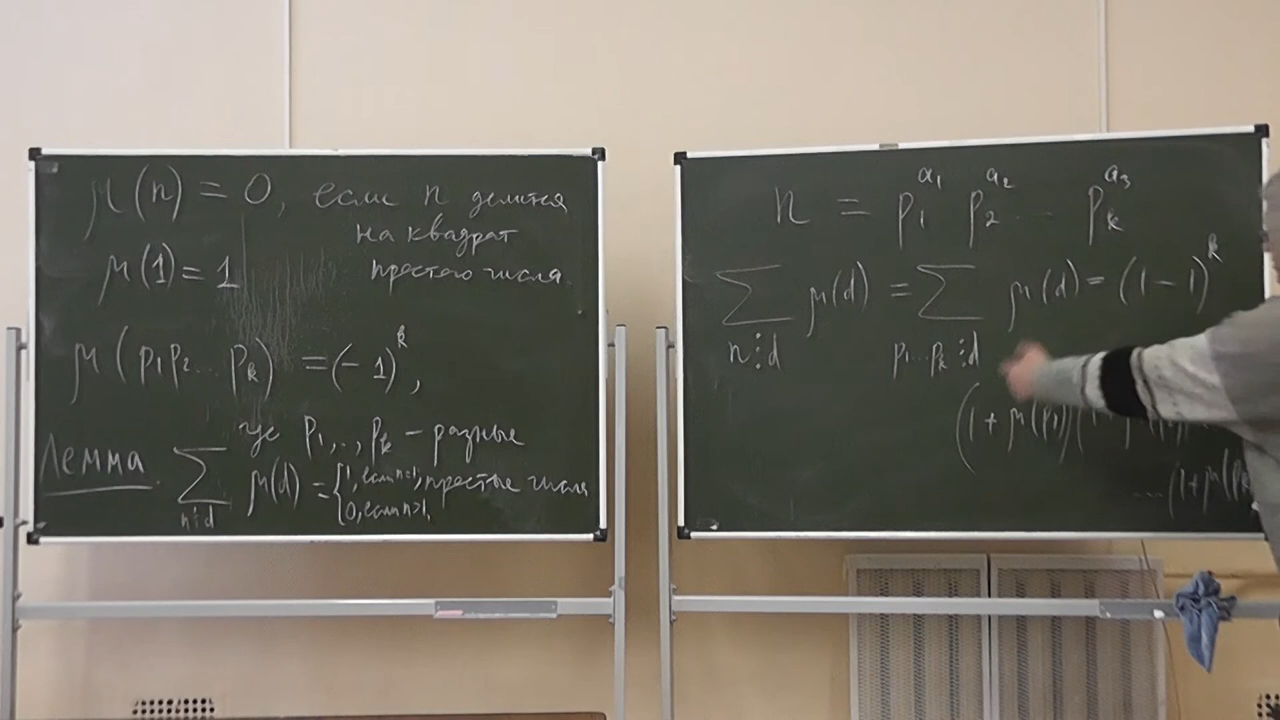 μ(n) = 0, если n делится
на квадрат
простого числа.
μ(1) = 1
μ(p₁p₂...pₖ) = (-1)ᵏ,
где p₁,..,pₖ - разные
простые числа
Лемма. ∑ μ(d) = {1, если n=1,
n⋮d 0, если n>1.
n = p₁^a₁ p₂^a₂ ... pₖ^a₃
∑ μ(d) = ∑ μ(d) = (1-1)ᵏ
n⋮d p₁...pₖ⋮d
(1+μ(p₁))(1
...(1+μ(pₖ